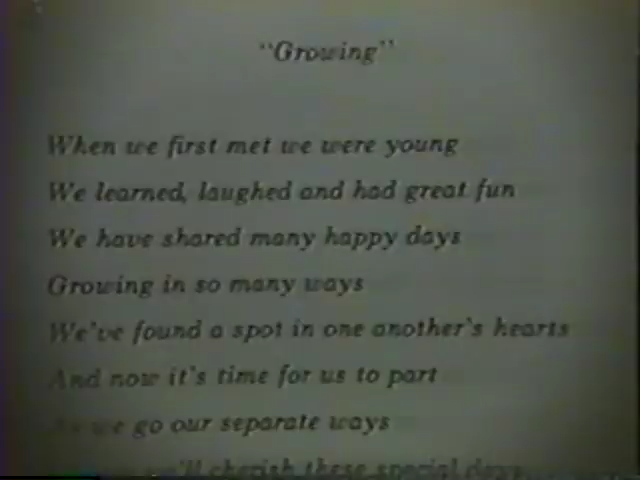 "Growing"
When we first met we were young
We learned, laughed and had great fun
We have shared many happy days
Growing in so many ways
We've found a spot in one another's hearts
And now it's time for us to part
we go our separate ways
we'll cherish these special days